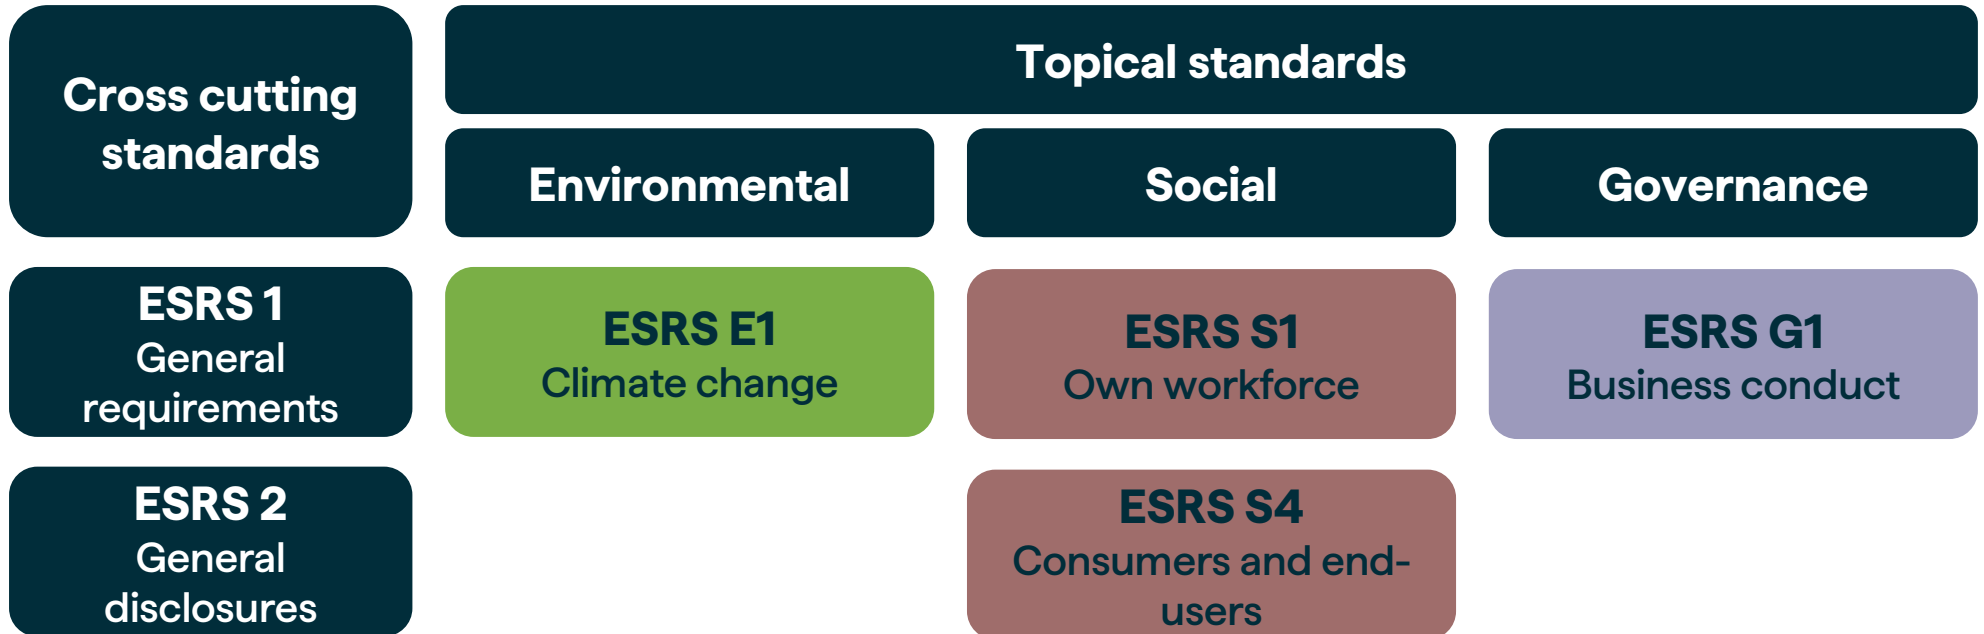 Cross cutting
standards
Topical standards
Environmental
Social
Governance
ESRS 1
General
requirements
ESRS E1
Climate change
ESRS S1
Own workforce
ESRS G1
Business conduct
ESRS 2
General
disclosures
ESRS S4
Consumers and end-
users